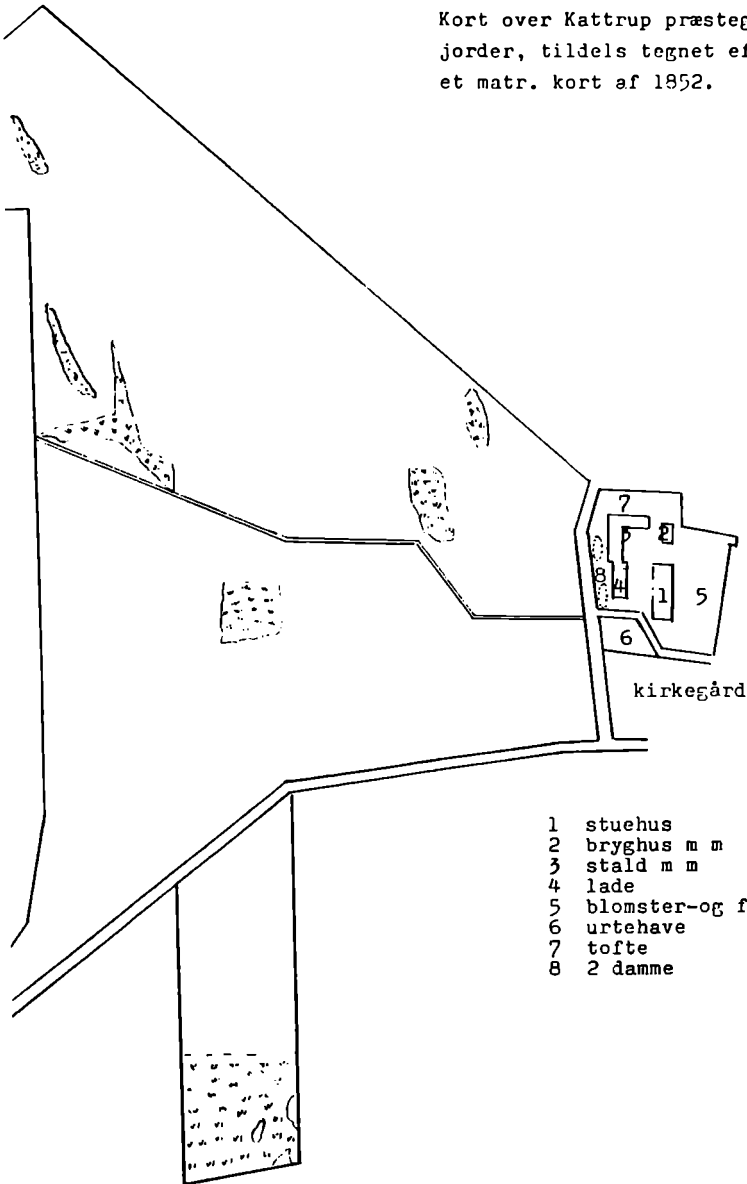 Kort over Kattrup præsteg
jorder, tildels tegnet ef
et matr. kort af 1852.
7
3 2
8 4 1 5
6
kirkegård
1 stuehus
2 bryghus m m
3 stald m m
4 lade
5 blomster-og f
6 urtehave
7 tofte
8 2 damme